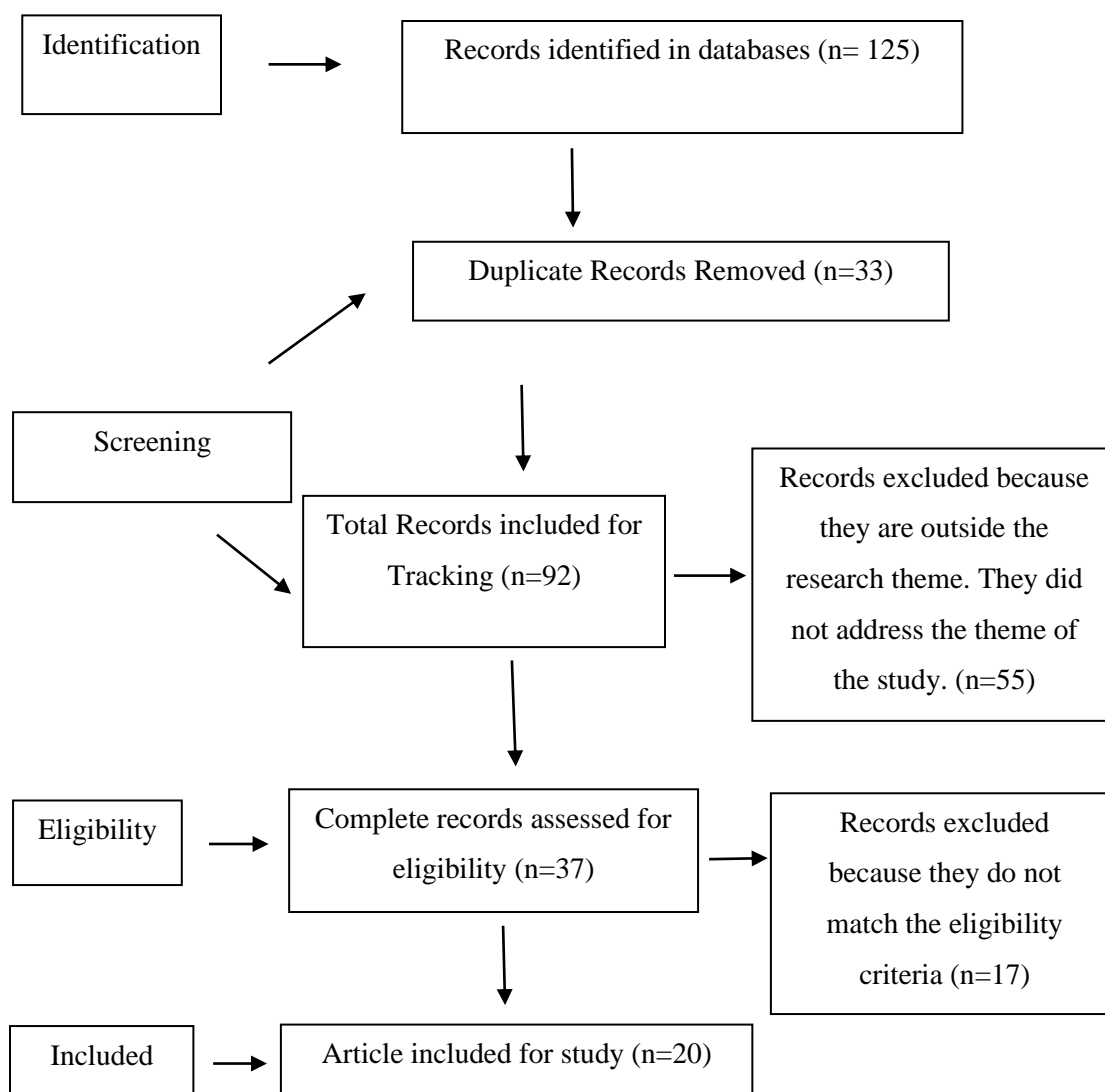 Identification
Records identified in databases (n= 125)
Duplicate Records Removed (n=33)
Screening
Total Records included for
Tracking (n=92)
Records excluded because
they are outside the
research theme. They did
not address the theme of
the study. (n=55)
Eligibility
Complete records assessed for
eligibility (n=37)
Records excluded
because they do not
match the eligibility
criteria (n=17)
Included
Article included for study (n=20)